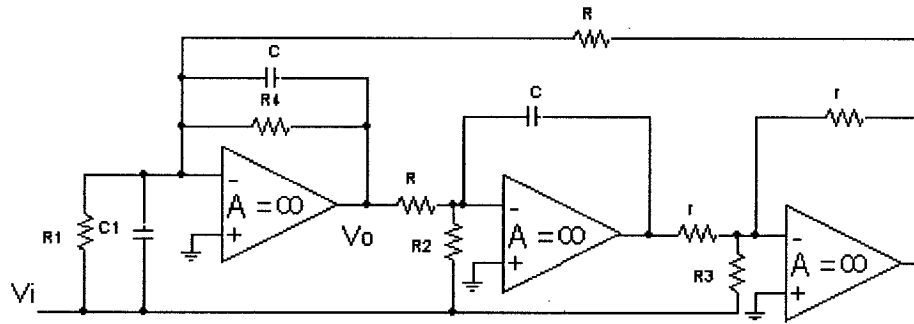 R
C
R4
C
r
R
r
R1
C1
-
A = ∞
+
Vo
R2
-
A = ∞
+
R3
-
A = ∞
+
Vi